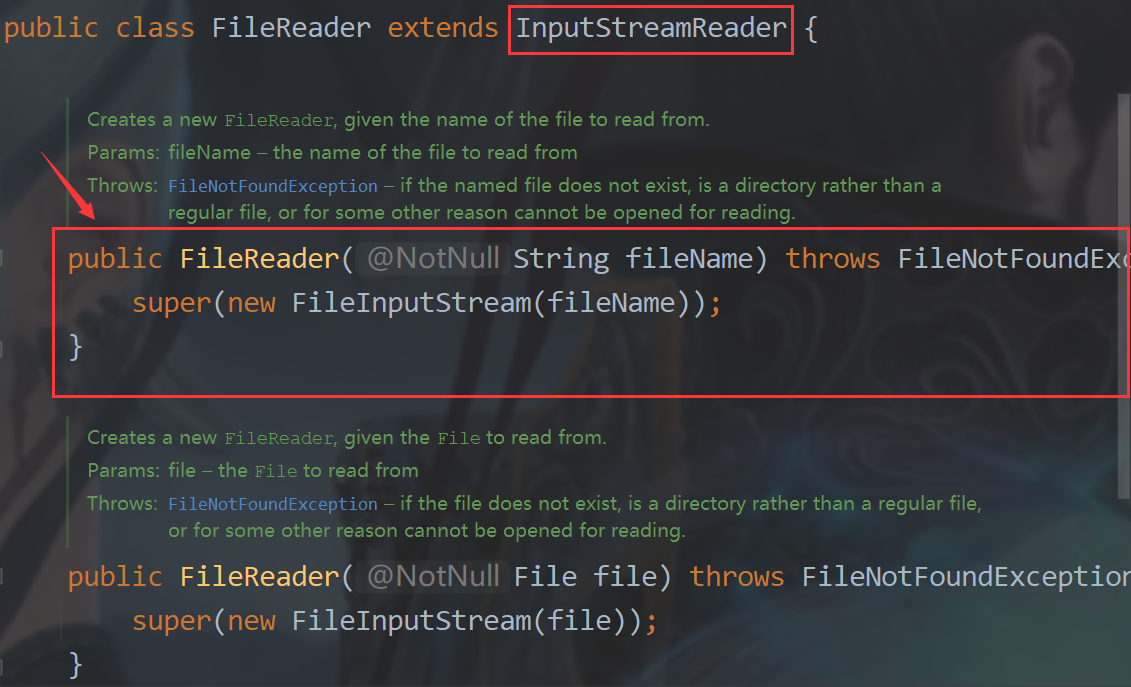 public class FileReader extends InputStreamReader {
Creates a new FileReader, given the name of the file to read from.
Params: fileName – the name of the file to read from
Throws: FileNotFoundException – if the named file does not exist, is a directory rather than a
regular file, or for some other reason cannot be opened for reading.
public FileReader( @NotNull String fileName) throws FileNotFoundExc
super(new FileInputStream(fileName));
}
Creates a new FileReader, given the File to read from.
Params: file – the File to read from
Throws: FileNotFoundException – if the file does not exist, is a directory rather than a regular file,
or for some other reason cannot be opened for reading.
public FileReader( @NotNull File file) throws FileNotFoundException
super(new FileInputStream(file));
}